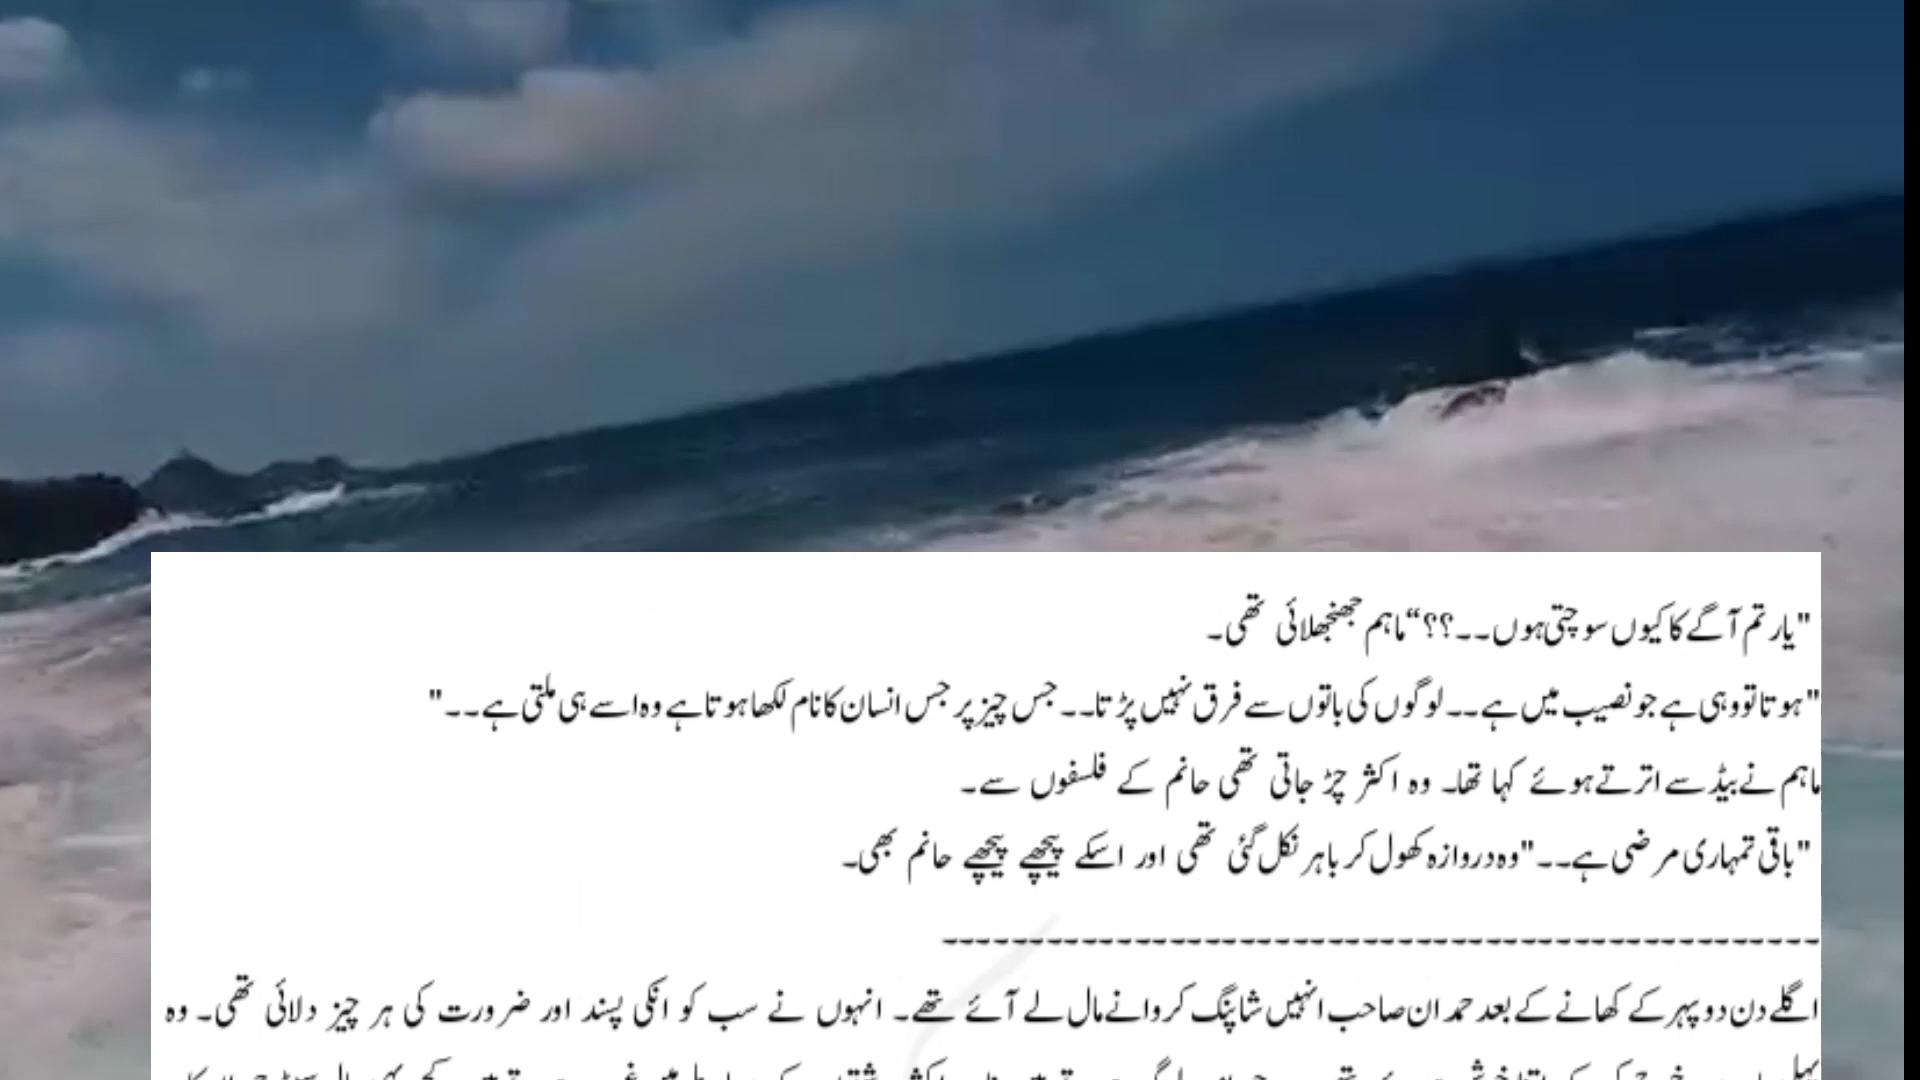 "یار تم آگے کا کیوں سوچتی ہوں۔۔؟؟“ ماہم جھنجھلائی تھی۔
"ہوتا تو وہی ہے جو نصیب میں ہے۔۔ لوگوں کی باتوں سے فرق نہیں پڑتا۔۔ جس چیز پر جس انسان کا نام لکھا ہوتا ہے وہ اسے ہی ملتی ہے۔۔"
ماہم نے بیڈ سے اترتے ہوئے کہا تھا۔ وہ اکثر چڑ جاتی تھی حانم کے فلسفوں سے۔
"باقی تمہاری مرضی ہے۔۔" وہ دروازہ کھول کر باہر نکل گئی تھی اور اسکے پیچھے پیچھے حانم بھی۔
---------------------------------------------------
اگلے دن دوپہر کے کھانے کے بعد حمدان صاحب انہیں شاپنگ کروانے مال لے آئے تھے۔ انہوں نے سب کو انکی پسند اور ضرورت کی ہر چیز دلائی تھی۔ وہ